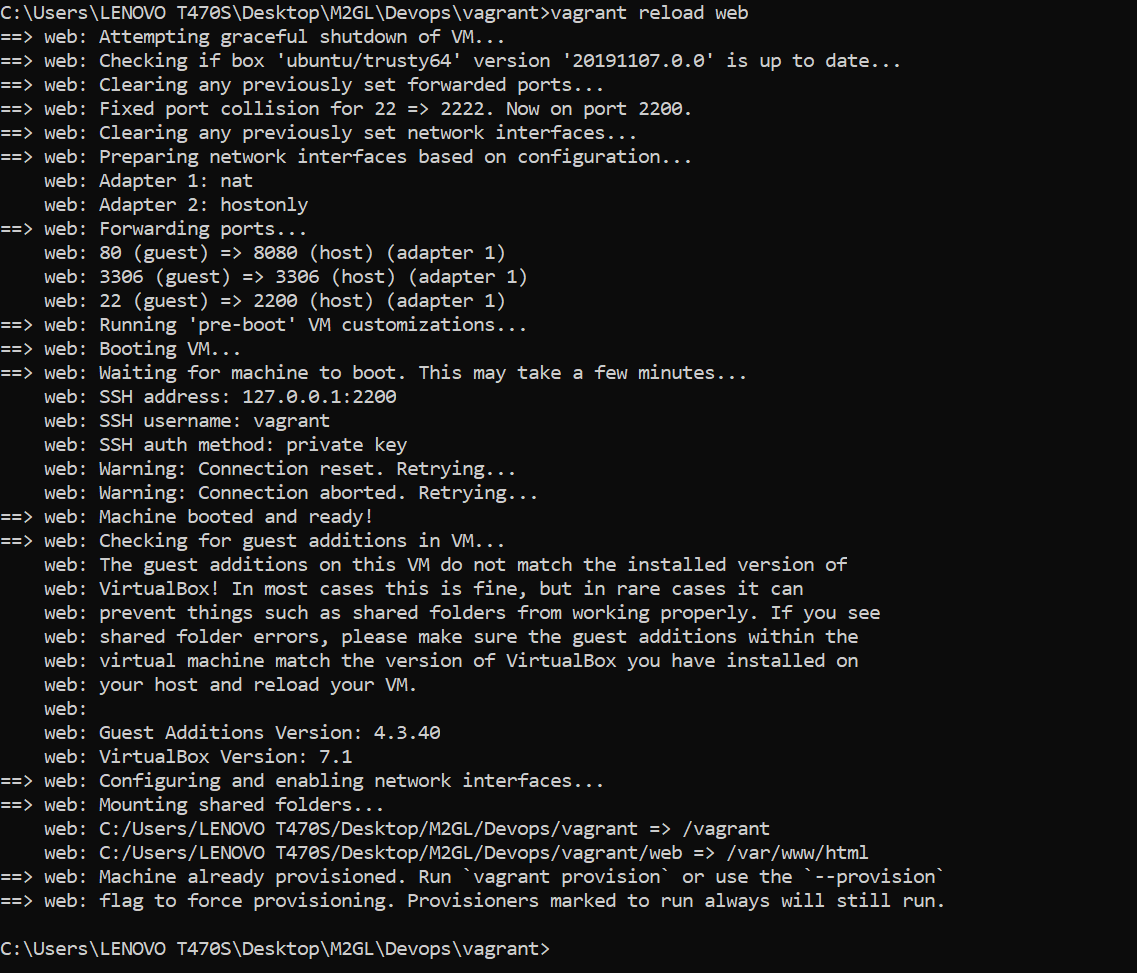 C:\Users\LENOVO T470S\Desktop\M2GL\Devops\vagrant>vagrant reload web
==> web: Attempting graceful shutdown of VM...
==> web: Checking if box 'ubuntu/trusty64' version '20191107.0.0' is up to date...
==> web: Clearing any previously set forwarded ports...
==> web: Fixed port collision for 22 => 2222. Now on port 2200.
==> web: Clearing any previously set network interfaces...
==> web: Preparing network interfaces based on configuration...
    web: Adapter 1: nat
    web: Adapter 2: hostonly
==> web: Forwarding ports...
    web: 80 (guest) => 8080 (host) (adapter 1)
    web: 3306 (guest) => 3306 (host) (adapter 1)
    web: 22 (guest) => 2200 (host) (adapter 1)
==> web: Running 'pre-boot' VM customizations...
==> web: Booting VM...
==> web: Waiting for machine to boot. This may take a few minutes...
    web: SSH address: 127.0.0.1:2200
    web: SSH username: vagrant
    web: SSH auth method: private key
    web: Warning: Connection reset. Retrying...
    web: Warning: Connection aborted. Retrying...
==> web: Machine booted and ready!
==> web: Checking for guest additions in VM...
    web: The guest additions on this VM do not match the installed version of
    web: VirtualBox! In most cases this is fine, but in rare cases it can
    web: prevent things such as shared folders from working properly. If you see
    web: shared folder errors, please make sure the guest additions within the
    web: virtual machine match the version of VirtualBox you have installed on
    web: your host and reload your VM.
    web:
    web: Guest Additions Version: 4.3.40
    web: VirtualBox Version: 7.1
==> web: Configuring and enabling network interfaces...
==> web: Mounting shared folders...
    web: C:/Users/LENOVO T470S/Desktop/M2GL/Devops/vagrant => /vagrant
    web: C:/Users/LENOVO T470S/Desktop/M2GL/Devops/vagrant/web => /var/www/html
==> web: Machine already provisioned. Run `vagrant provision` or use the `--provision`
==> web: flag to force provisioning. Provisioners marked to run always will still run.
C:\Users\LENOVO T470S\Desktop\M2GL\Devops\vagrant>